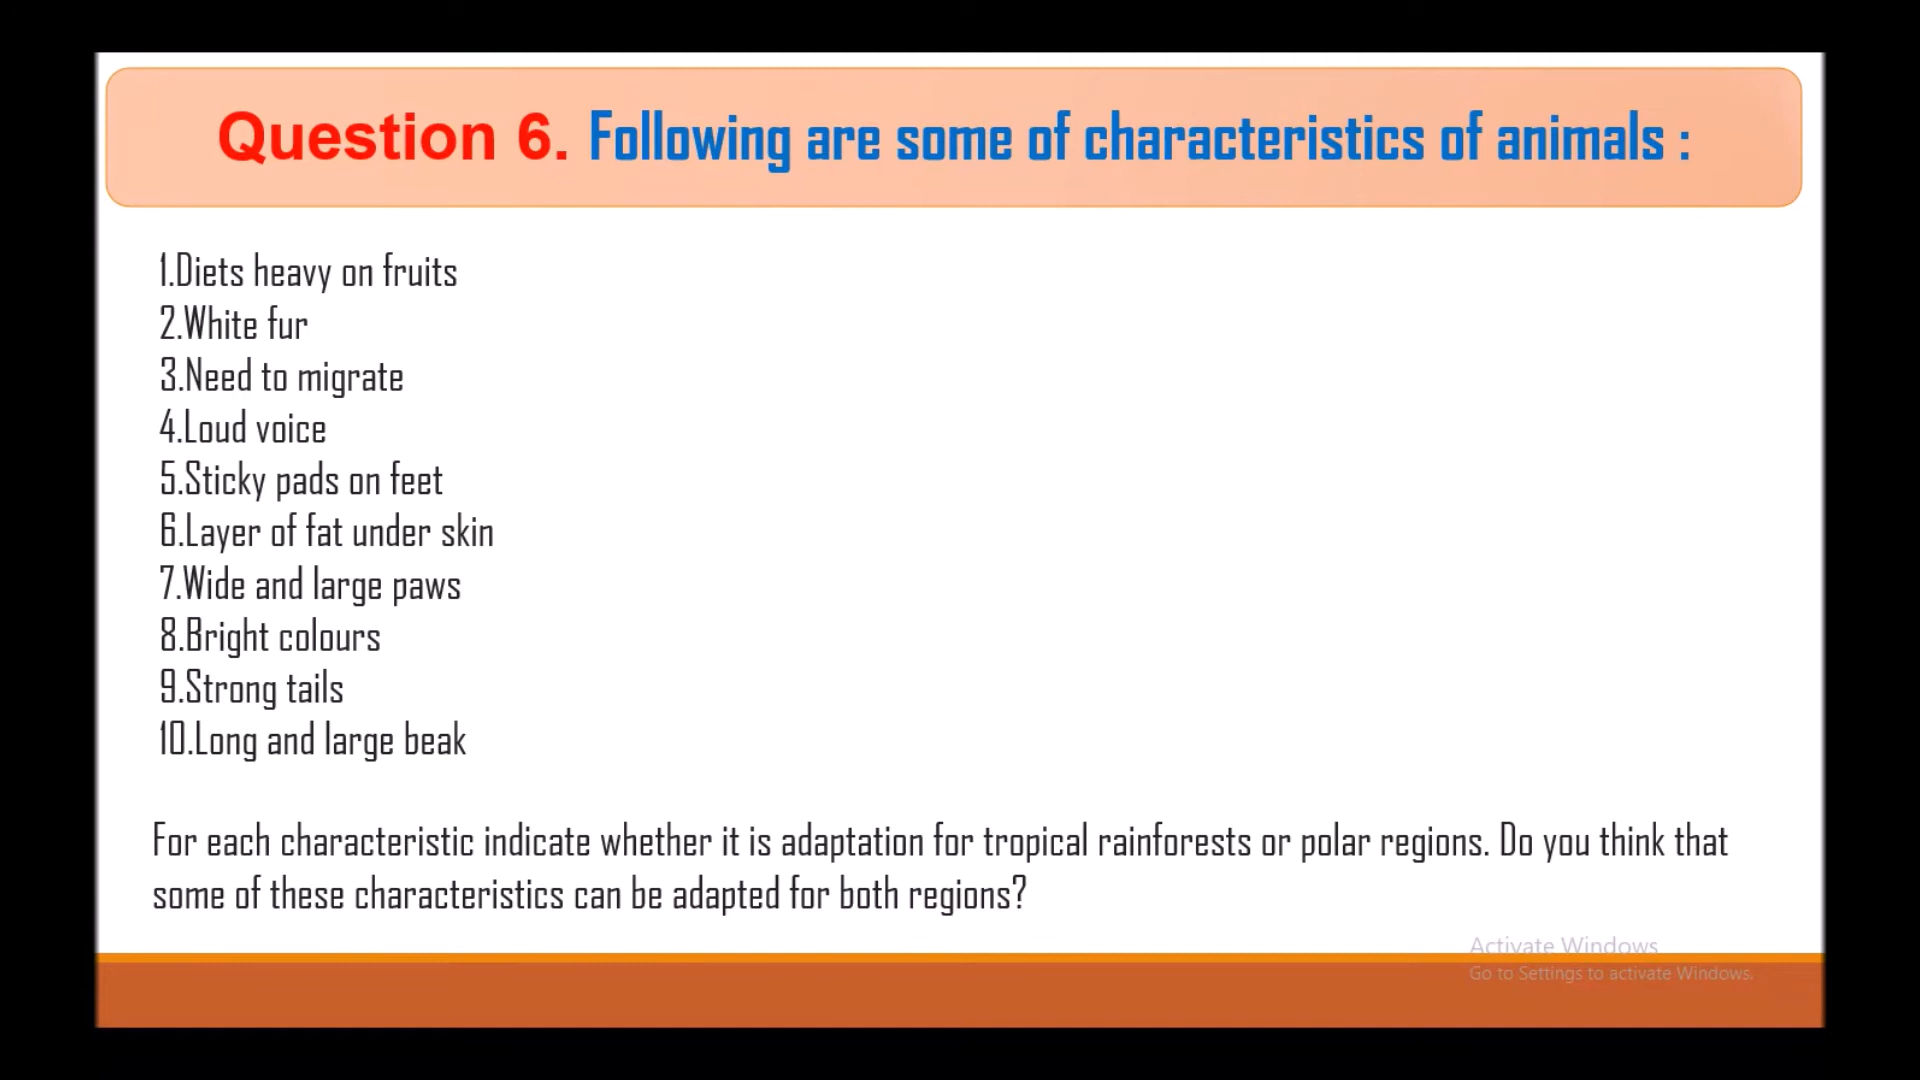 Question 6. Following are some of characteristics of animals :
1.Diets heavy on fruits
2.White fur
3.Need to migrate
4.Loud voice
5.Sticky pads on feet
6.Layer of fat under skin
7.Wide and large paws
8.Bright colours
9.Strong tails
10.Long and large beak
For each characteristic indicate whether it is adaptation for tropical rainforests or polar regions. Do you think that
some of these characteristics can be adapted for both regions?
Activate Windows
Go to Settings to activate Windows.